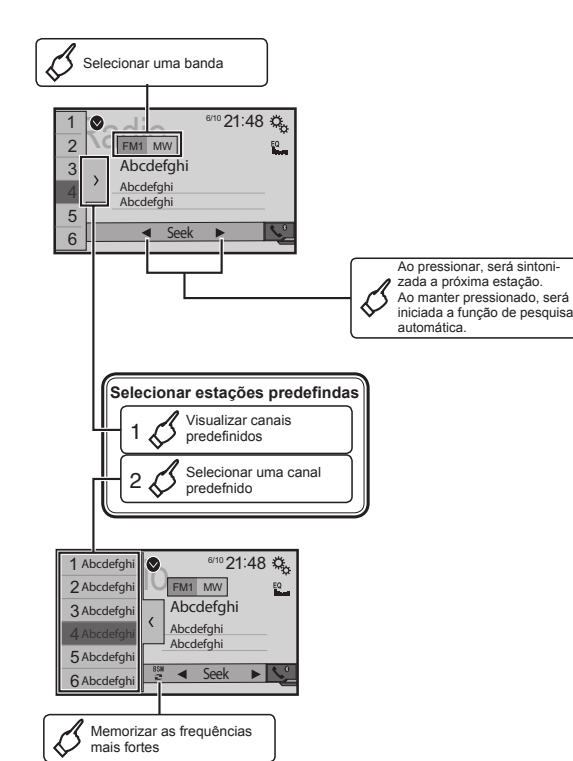 Selecionar uma banda
Radio
1
2
3
4
5
6
6/10 21:48
FM1 MW
EQ
Abcdefghi
Abcdefghi
Abcdefghi
◄ Seek ►
Ao pressionar, será sintoni-
zada a próxima estação.
Ao manter pressionado, será
iniciada a função de pesquisa
automática.
Selecionar estações predefindas
1 Visualizar canais
predefinidos
2 Selecionar uma canal
predefnido
1 Abcdefghi
2 Abcdefghi
3 Abcdefghi
4 Abcdefghi
5 Abcdefghi
6 Abcdefghi
6/10 21:48
FM1 MW
EQ
Abcdefghi
Abcdefghi
Abcdefghi
BSM ◄ Seek ►
Memorizar as frequências
mais fortes